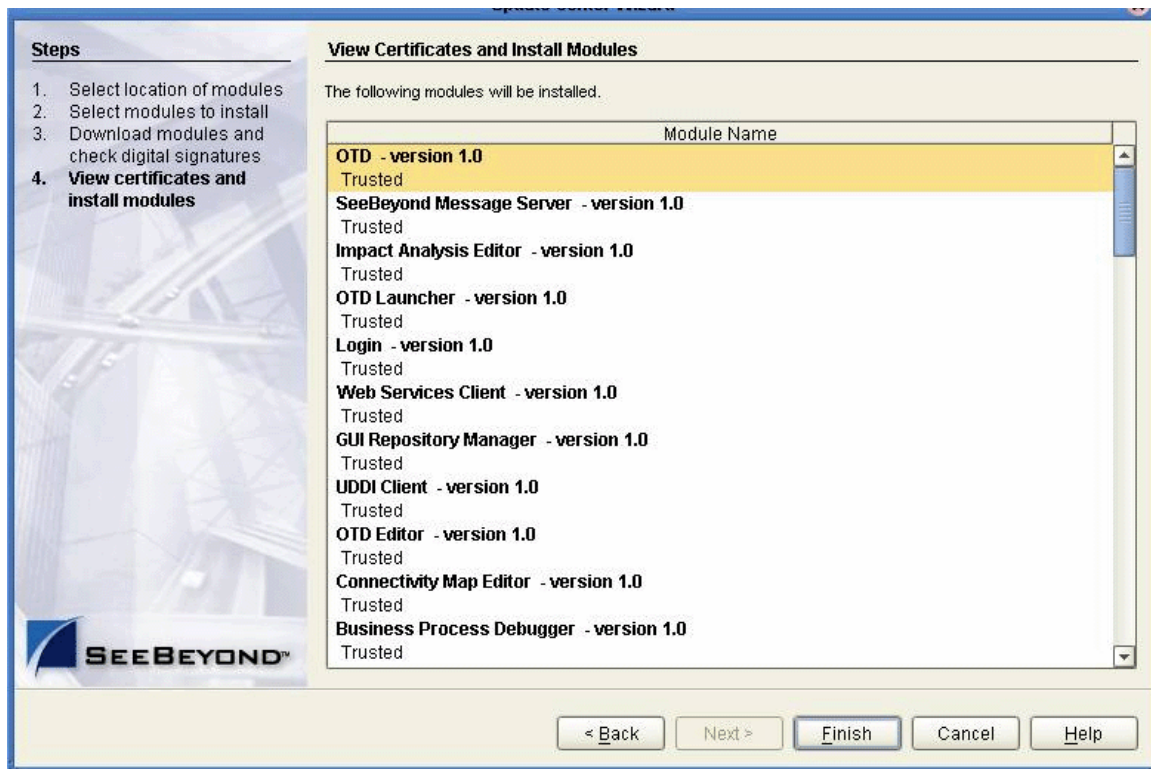 Update Center Wizard
Steps
1. Select location of modules
2. Select modules to install
3. Download modules and
check digital signatures
4. View certificates and
install modules
SEEBEYOND™
View Certificates and Install Modules
The following modules will be installed.
Module Name
OTD - version 1.0
Trusted
SeeBeyond Message Server - version 1.0
Trusted
Impact Analysis Editor - version 1.0
Trusted
OTD Launcher - version 1.0
Trusted
Login - version 1.0
Trusted
Web Services Client - version 1.0
Trusted
GUI Repository Manager - version 1.0
Trusted
UDDI Client - version 1.0
Trusted
OTD Editor - version 1.0
Trusted
Connectivity Map Editor - version 1.0
Trusted
Business Process Debugger - version 1.0
Trusted
< Back Next > Finish Cancel Help